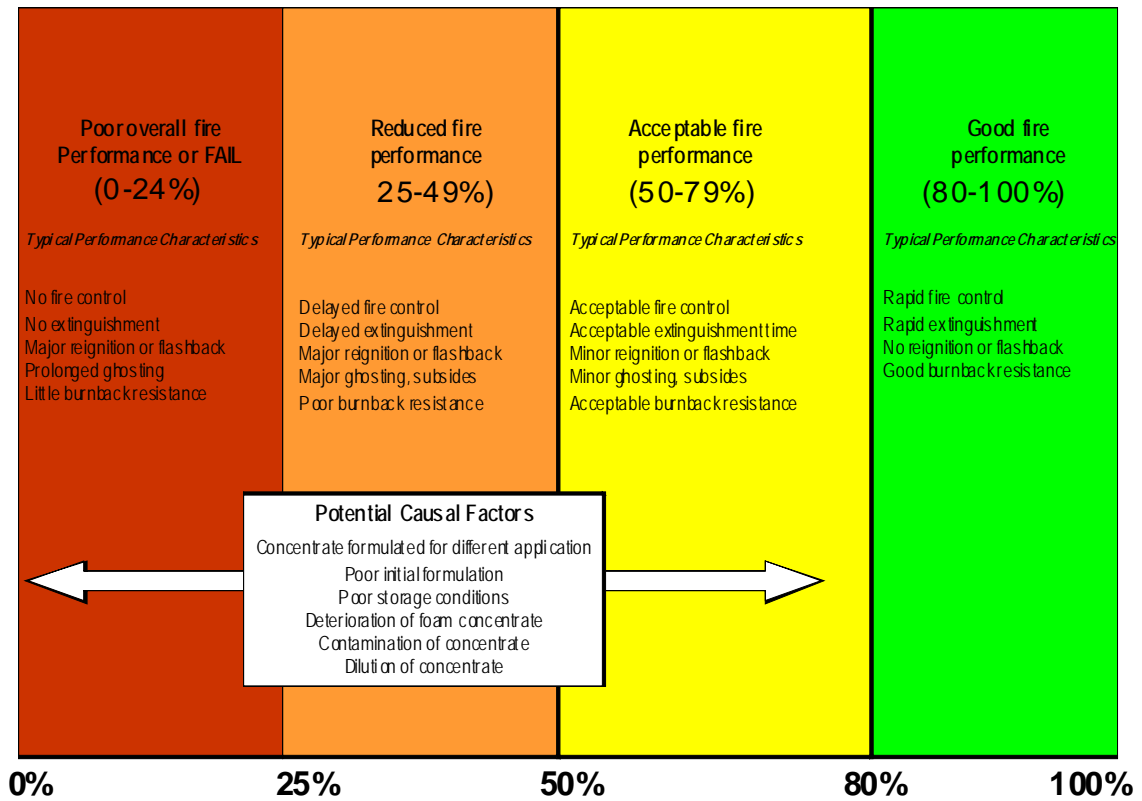 Poor overall fire
Performance or FAIL
(0-24%)
Typical Performance Characteristics
No fire control
No extinguishment
Major reignition or flashback
Prolonged ghosting
Little burnback resistance
Reduced fire
performance
25-49%)
Typical Performance Characteristics
Delayed fire control
Delayed extinguishment
Major reignition or flashback
Major ghosting, subsides
Poor burnback resistance
Acceptable fire
performance
(50-79%)
Typical Performance Characteristics
Acceptable fire control
Acceptable extinguishment time
Minor reignition or flashback
Minor ghosting, subsides
Acceptable burnback resistance
Good fire
performance
(80-100%)
Typical Performance Characteristics
Rapid fire control
Rapid extinguishment
No reignition or flashback
Good burnback resistance
Potential Causal Factors
Concentrate formulated for different application
Poor initial formulation
Poor storage conditions
Deterioration of foam concentrate
Contamination of concentrate
Dilution of concentrate
0% 25% 50% 80% 100%